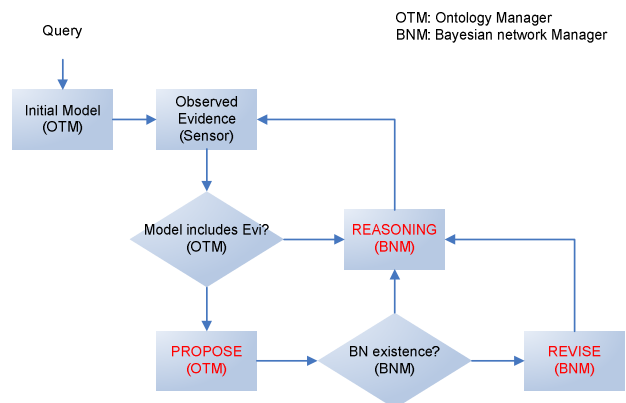 Query
OTM: Ontology Manager
BNM: Bayesian network Manager
Initial Model
(OTM)
Observed
Evidence
(Sensor)
Model includes Evi?
(OTM)
REASONING
(BNM)
PROPOSE
(OTM)
BN existence?
(BNM)
REVISE
(BNM)